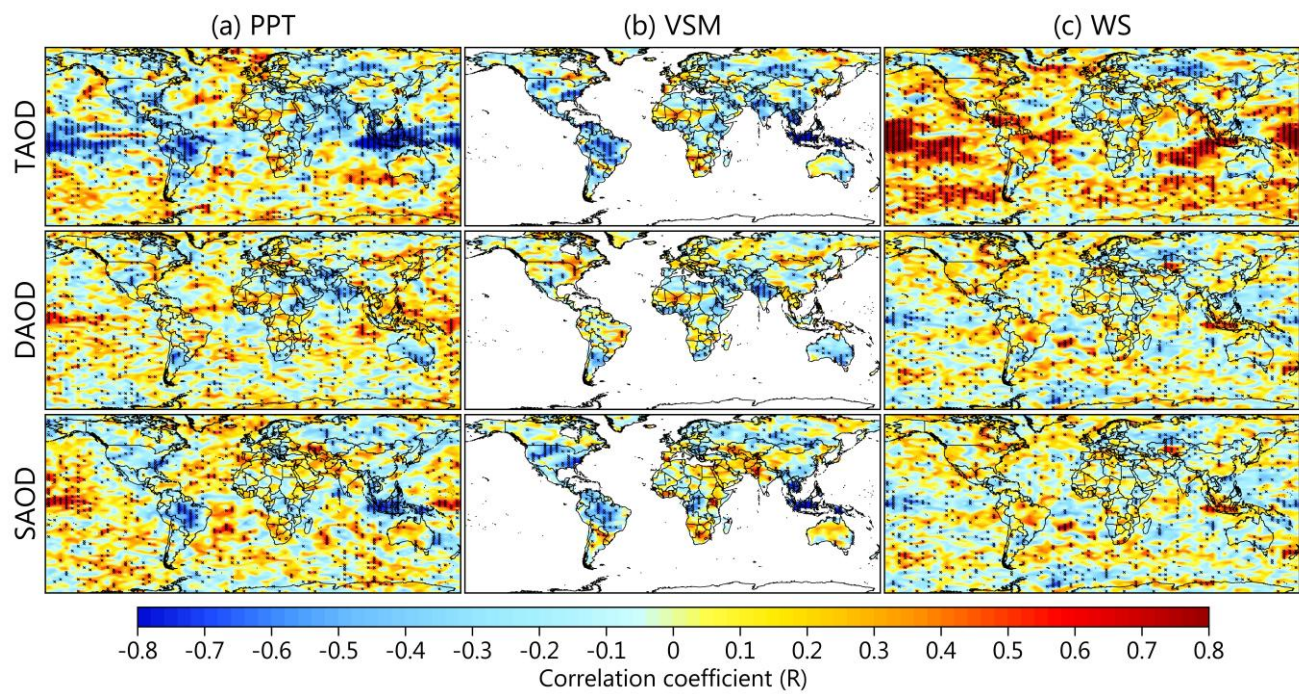 (a) PPT (b) VSM (c) WS
TAOD
DAOD
SAOD
-0.8 -0.7 -0.6 -0.5 -0.4 -0.3 -0.2 -0.1 0 0.1 0.2 0.3 0.4 0.5 0.6 0.7 0.8
Correlation coefficient (R)